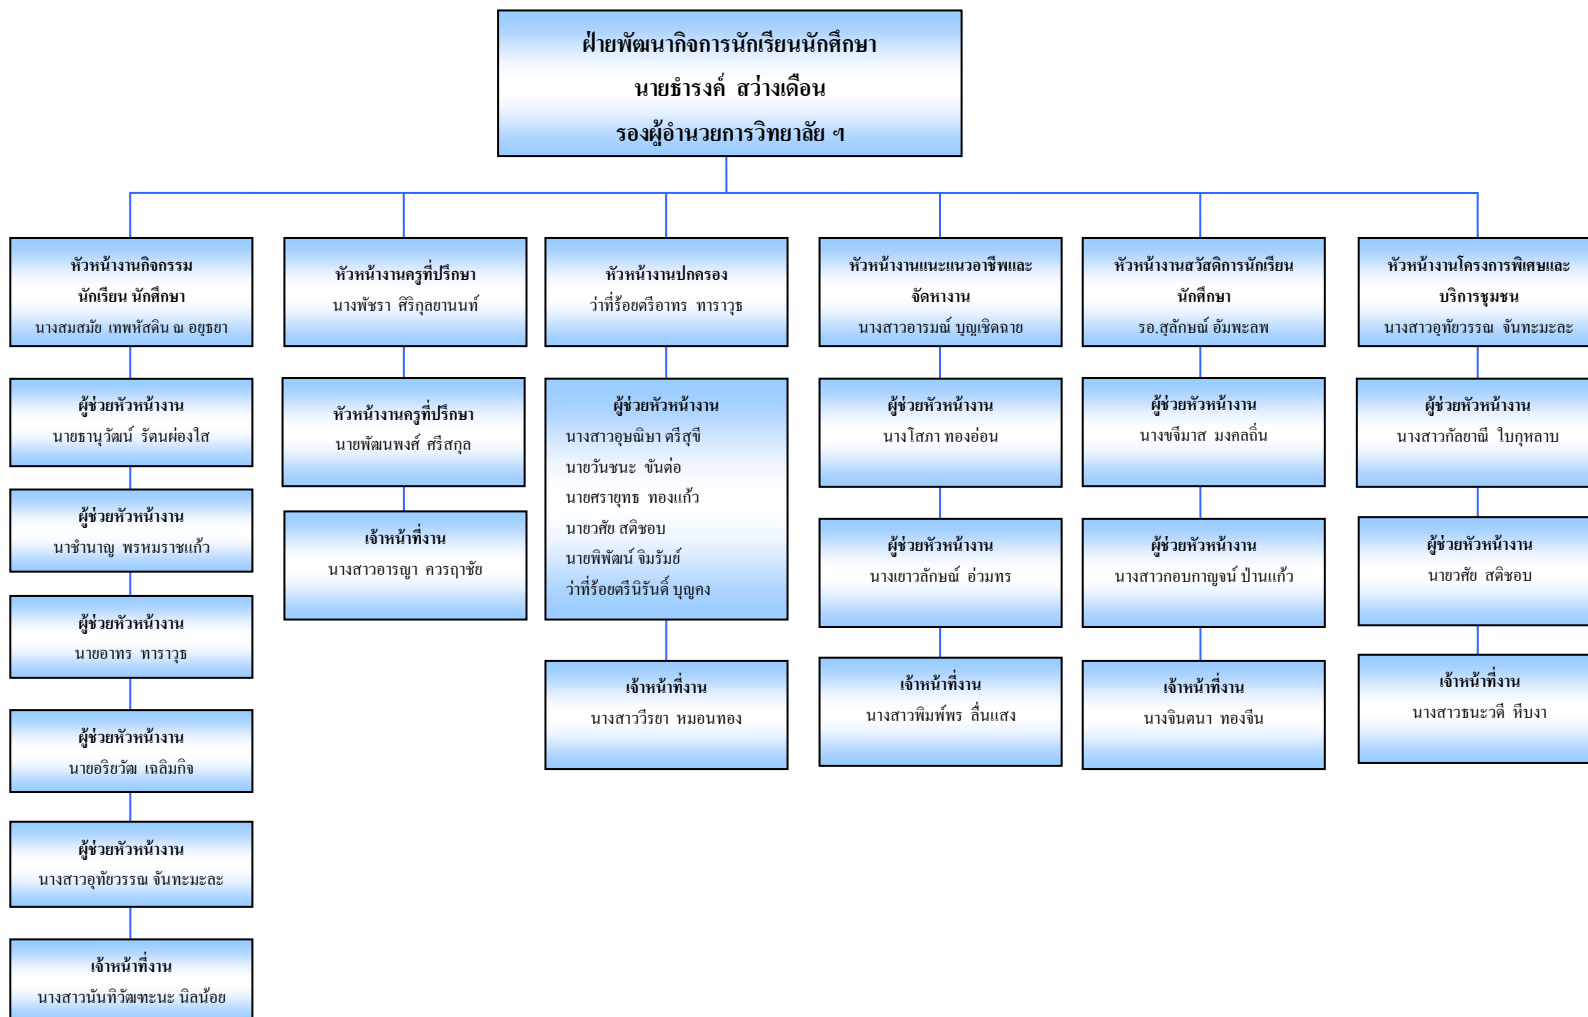 ฝ่ายพัฒนากิจการนักเรียนนักศึกษา
นายธำรงค์ สว่างเดือน
รองผู้อำนวยการวิทยาลัย ฯ
หัวหน้างานกิจกรรม
นักเรียน นักศึกษา
นางสมสมัย เทพหัสดิน ณ อยุธยา
ผู้ช่วยหัวหน้างาน
นายธานุวัฒน์ รัตนผ่องใส
ผู้ช่วยหัวหน้างาน
นาชำนาญ พรหมราชแก้ว
ผู้ช่วยหัวหน้างาน
นายอาทร ทาราวุธ
ผู้ช่วยหัวหน้างาน
นายอริยวัฒ เฉลิมกิจ
ผู้ช่วยหัวหน้างาน
นางสาวอุทัยวรรณ จันทะมะละ
เจ้าหน้าที่งาน
นางสาวนันทิวัฒฑะนะ นิลน้อย
หัวหน้างานครูที่ปรึกษา
นางพัชรา ศิริกุลยานนท์
หัวหน้างานครูที่ปรึกษา
นายพัฒนพงศ์ ศรีสกุล
เจ้าหน้าที่งาน
นางสาวอารญา ควรฤาชัย
หัวหน้างานปกครอง
ว่าที่ร้อยตรีอาทร ทาราวุธ
ผู้ช่วยหัวหน้างาน
นางสาวอุษณิษา ตรีสุขี
นายวันชนะ ขันต่อ
นายศรายุทธ ทองแก้ว
นายวศัย สติชอบ
นายพิพัฒน์ จิมรัมย์
ว่าที่ร้อยตรีนิรันดิ์ บุญคง
เจ้าหน้าที่งาน
นางสาววีรยา หมอนทอง
หัวหน้างานแนะแนวอาชีพและ
จัดหางาน
นางสาวอารมณ์ บุญเชิดฉาย
ผู้ช่วยหัวหน้างาน
นางโสภา ทองอ่อน
ผู้ช่วยหัวหน้างาน
นางเยาวลักษณ์ อ่วมทร
เจ้าหน้าที่งาน
นางสาวพิมพ์พร ลื่นแสง
หัวหน้างานสวัสดิการนักเรียน
นักศึกษา
รอ.สุลักษณ์ อัมพะลพ
ผู้ช่วยหัวหน้างาน
นางขจีมาส มงคลถิ่น
ผู้ช่วยหัวหน้างาน
นางสาวกอบกาญจน์ ป่านแก้ว
เจ้าหน้าที่งาน
นางจินตนา ทองจีน
หัวหน้างานโครงการพิเศษและ
บริการชุมชน
นางสาวอุทัยวรรณ จันทะมะละ
ผู้ช่วยหัวหน้างาน
นางสาวกัลยาณี ใบกุหลาบ
ผู้ช่วยหัวหน้างาน
นายวศัย สติชอบ
เจ้าหน้าที่งาน
นางสาวธนะวดี หีบงา